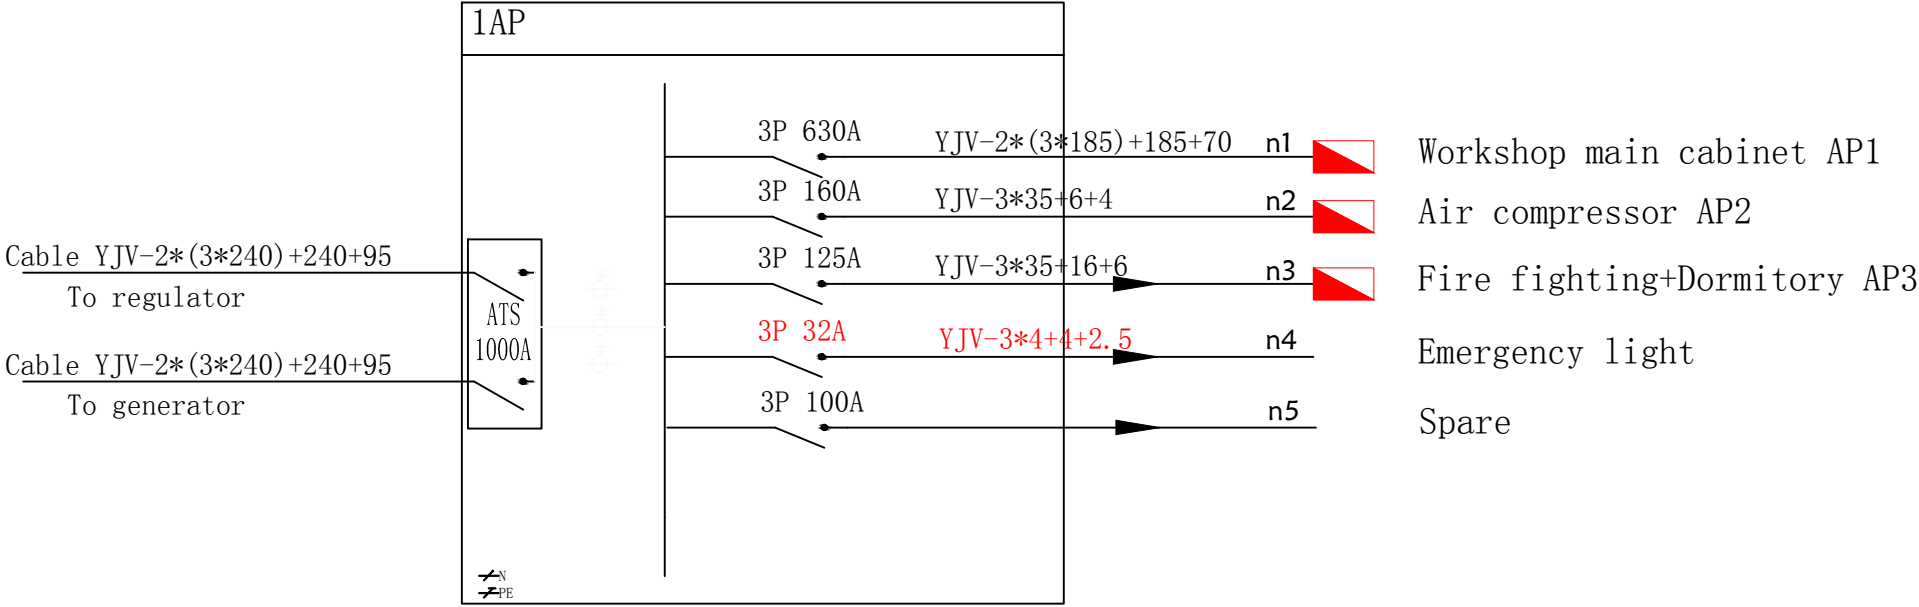 1AP
3P 630A
YJV-2*(3*185)+185+70
n1
Workshop main cabinet AP1
3P 160A
YJV-3*35+6+4
n2
Air compressor AP2
Cable YJV-2*(3*240)+240+95
To regulator
3P 125A
YJV-3*35+16+6
n3
Fire fighting+Dormitory AP3
ATS
1000A
3P 32A
YJV-3*4+4+2.5
n4
Emergency light
Cable YJV-2*(3*240)+240+95
To generator
3P 100A
n5
Spare
N
PE